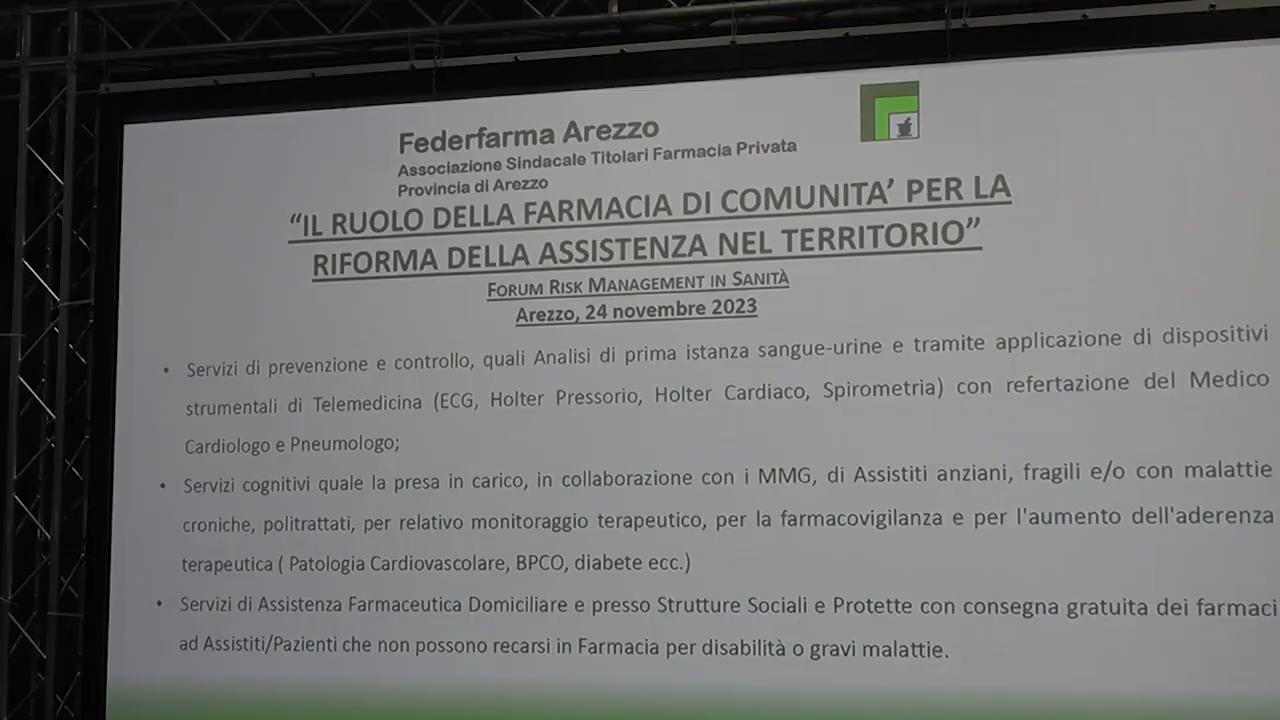 Federfarma Arezzo
Associazione Sindacale Titolari Farmacia Privata
Provincia di Arezzo
“IL RUOLO DELLA FARMACIA DI COMUNITA’ PER LA
RIFORMA DELLA ASSISTENZA NEL TERRITORIO”
FORUM RISK MANAGEMENT IN SANITÀ
Arezzo, 24 novembre 2023
• Servizi di prevenzione e controllo, quali Analisi di prima istanza sangue-urine e tramite applicazione di dispositivi
strumentali di Telemedicina (ECG, Holter Pressorio, Holter Cardiaco, Spirometria) con refertazione del Medico
Cardiologo e Pneumologo;
• Servizi cognitivi quale la presa in carico, in collaborazione con i MMG, di Assistiti anziani, fragili e/o con malattie
croniche, politrattati, per relativo monitoraggio terapeutico, per la farmacovigilanza e per l'aumento dell'aderenza
terapeutica ( Patologia Cardiovascolare, BPCO, diabete ecc.)
• Servizi di Assistenza Farmaceutica Domiciliare e presso Strutture Sociali e Protette con consegna gratuita dei farmaci
ad Assistiti/Pazienti che non possono recarsi in Farmacia per disabilità o gravi malattie.